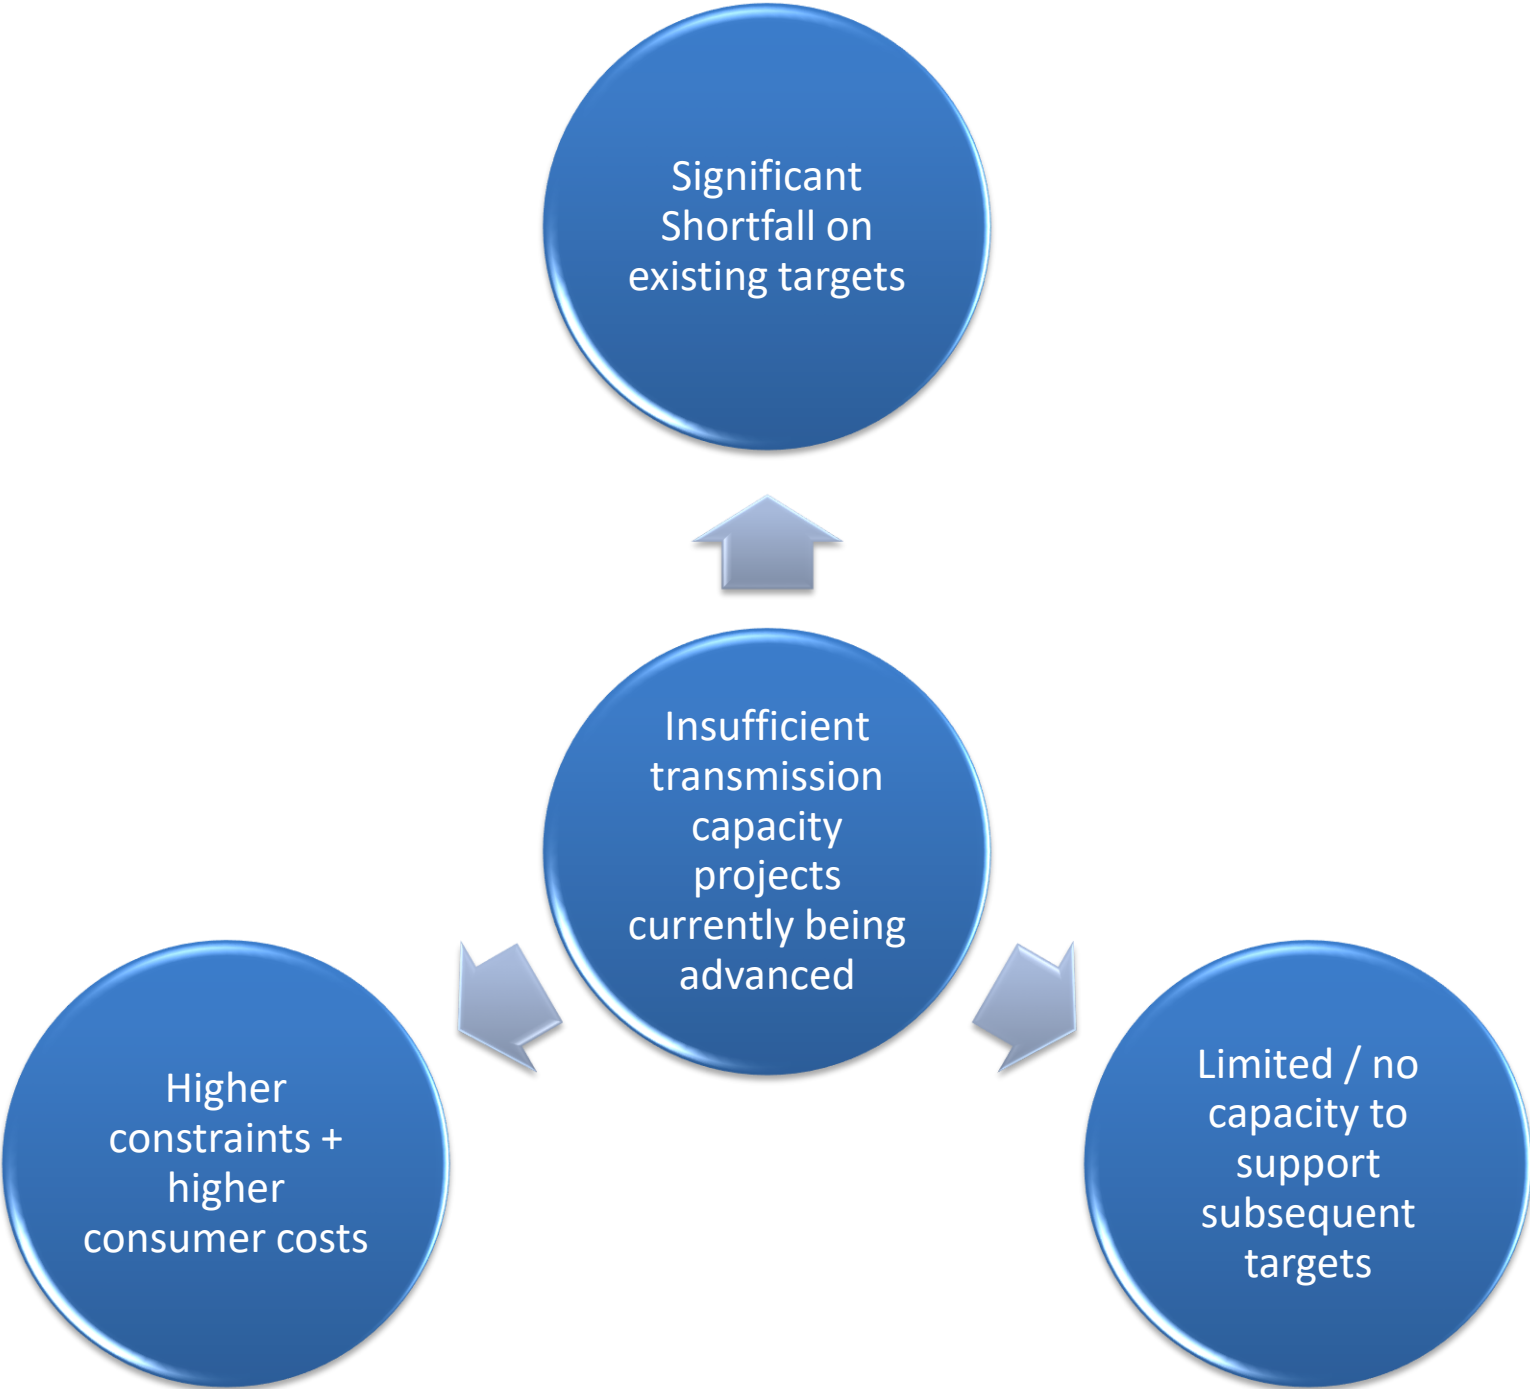 Significant
Shortfall on
existing targets
Insufficient
transmission
capacity
projects
currently being
advanced
Higher
constraints +
higher
consumer costs
Limited / no
capacity to
support
subsequent
targets